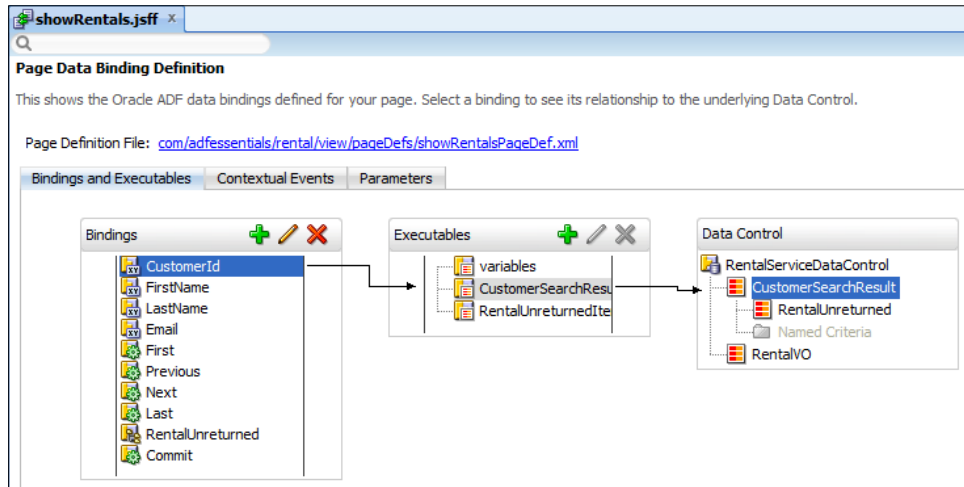 showRentals.jsff x
Page Data Binding Definition
This shows the Oracle ADF data bindings defined for your page. Select a binding to see its relationship to the underlying Data Control.
Page Definition File: com/adfessentials/rental/view/pageDefs/showRentalsPageDef.xml
Bindings and Executables Contextual Events Parameters
Bindings
CustomerId
FirstName
LastName
Email
First
Previous
Next
Last
RentalUnreturned
Commit
Executables
variables
CustomerSearchResu
RentalUnreturnedIte
Data Control
RentalServiceDataControl
CustomerSearchResult
RentalUnreturned
Named Criteria
RentalVO